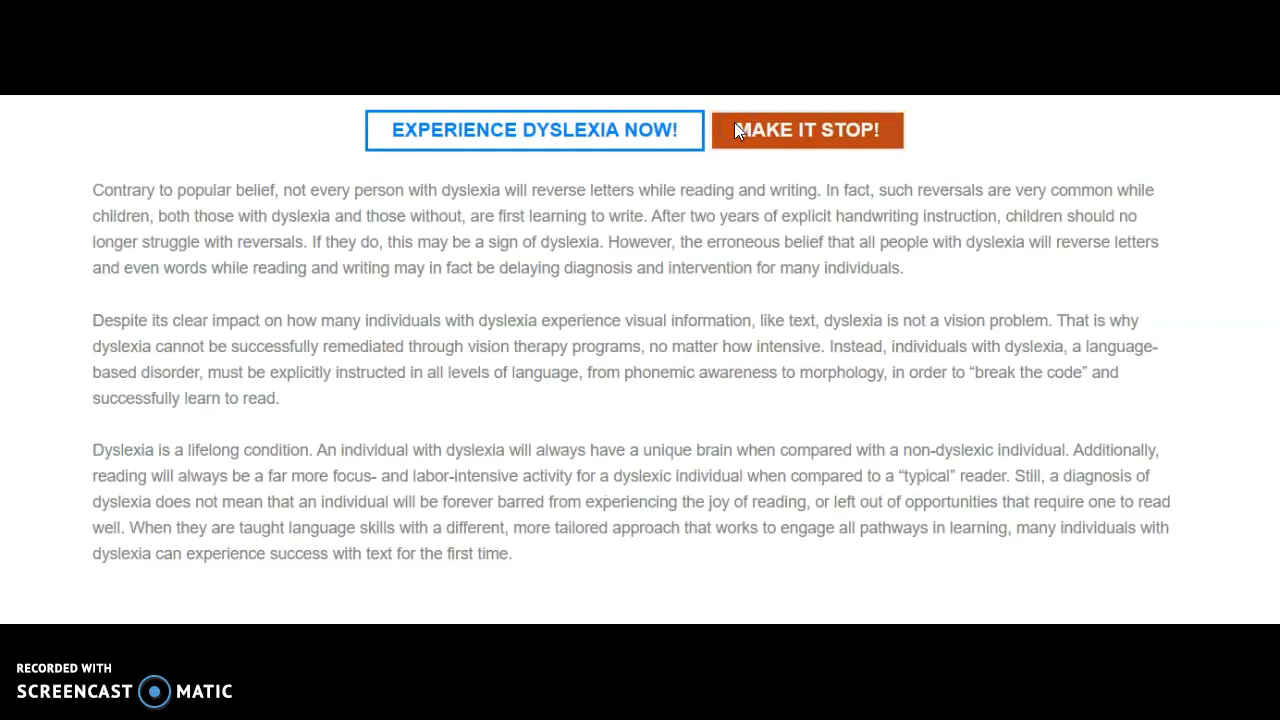 EXPERIENCE DYSLEXIA NOW!
MAKE IT STOP!
Contrary to popular belief, not every person with dyslexia will reverse letters while reading and writing. In fact, such reversals are very common while
children, both those with dyslexia and those without, are first learning to write. After two years of explicit handwriting instruction, children should no
longer struggle with reversals. If they do, this may be a sign of dyslexia. However, the erroneous belief that all people with dyslexia will reverse letters
and even words while reading and writing may in fact be delaying diagnosis and intervention for many individuals.
Despite its clear impact on how many individuals with dyslexia experience visual information, like text, dyslexia is not a vision problem. That is why
dyslexia cannot be successfully remediated through vision therapy programs, no matter how intensive. Instead, individuals with dyslexia, a language-
based disorder, must be explicitly instructed in all levels of language, from phonemic awareness to morphology, in order to “break the code” and
successfully learn to read.
Dyslexia is a lifelong condition. An individual with dyslexia will always have a unique brain when compared with a non-dyslexic individual. Additionally,
reading will always be a far more focus- and labor-intensive activity for a dyslexic individual when compared to a “typical” reader. Still, a diagnosis of
dyslexia does not mean that an individual will be forever barred from experiencing the joy of reading, or left out of opportunities that require one to read
well. When they are taught language skills with a different, more tailored approach that works to engage all pathways in learning, many individuals with
dyslexia can experience success with text for the first time.
RECORDED WITH
SCREENCAST MATIC